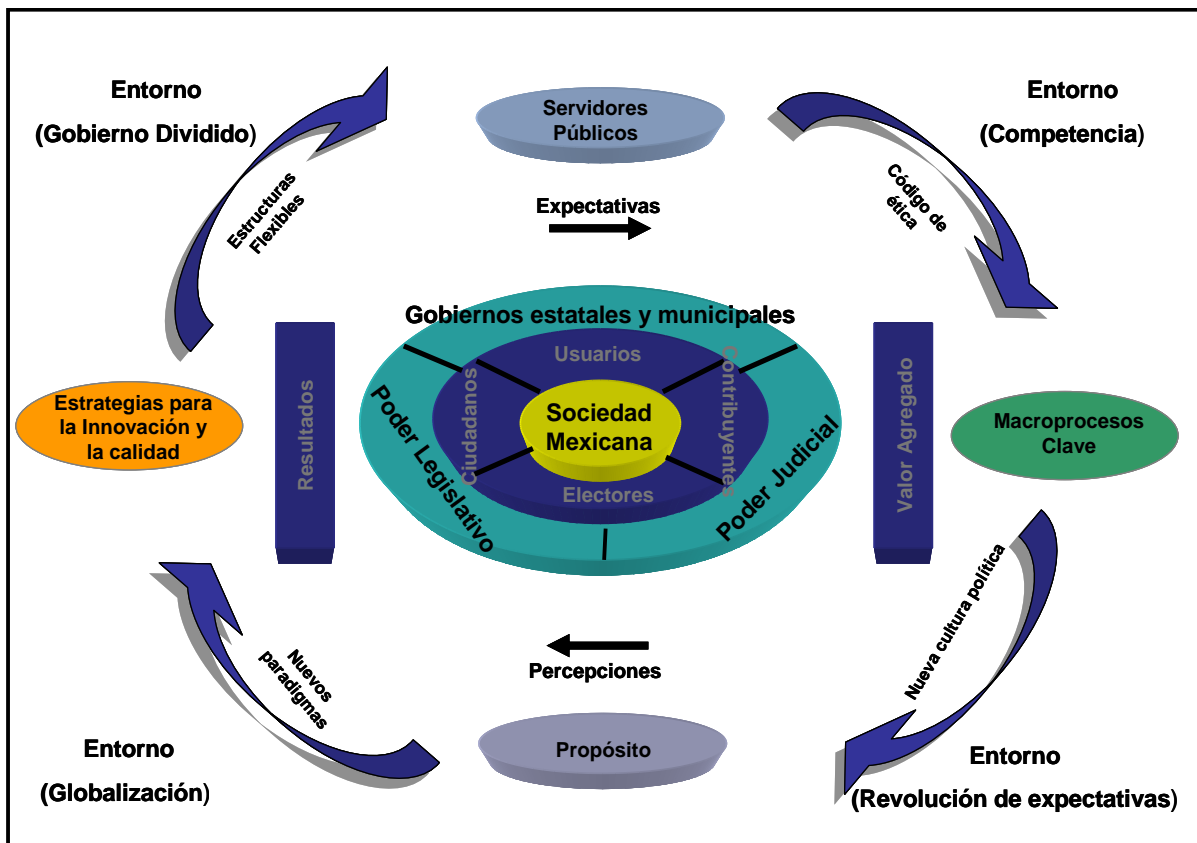 Entorno
(Gobierno Dividido)
Servidores
Públicos
Entorno
(Competencia)
Estructuras
Flexibles
Expectativas
Código de
ética
Gobiernos estatales y municipales
Usuarios
Ciudadanos
Contribuyentes
Sociedad
Mexicana
Electores
Poder Legislativo
Poder Judicial
Resultados
Valor Agregado
Estrategias para
la Innovación y
la calidad
Macroprocesos
Clave
Nuevos
paradigmas
Percepciones
Nueva cultura política
Propósito
Entorno
(Globalización)
Entorno
(Revolución de expectativas)